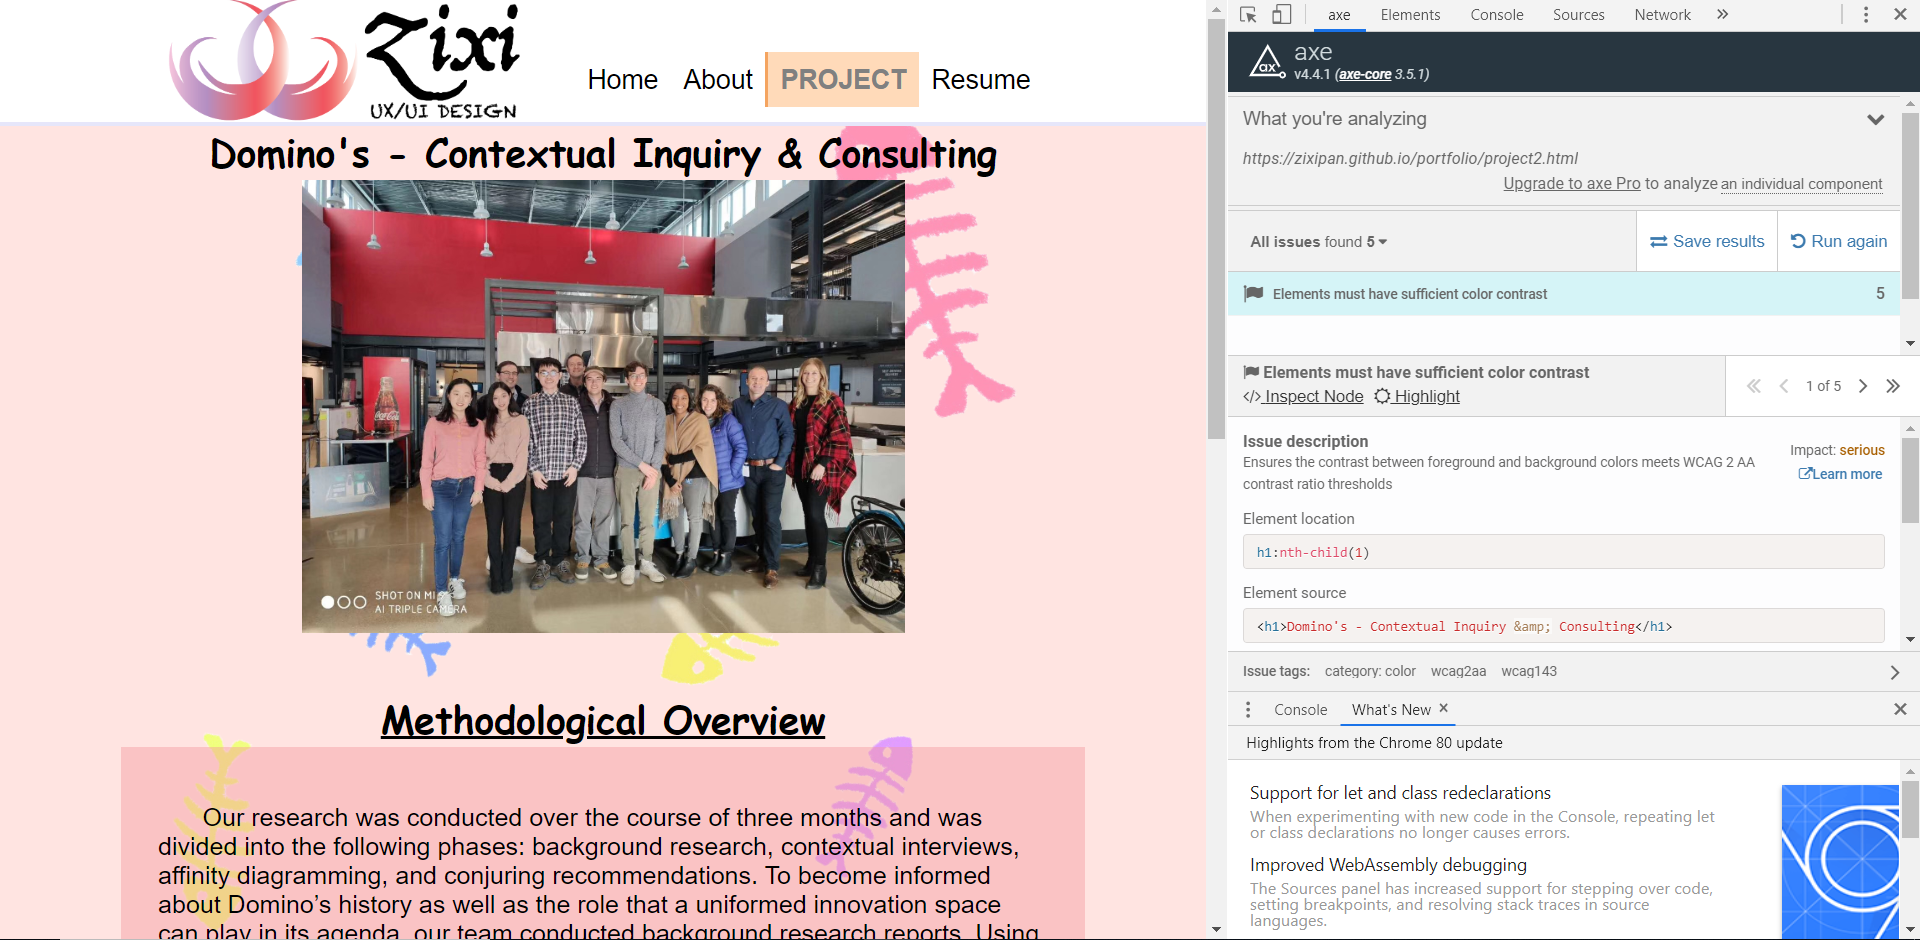 Zixi
UX/UI DESIGN
Home About PROJECT Resume
Domino's - Contextual Inquiry & Consulting
Coca-Cola
SHOT ON MI 9
AI TRIPLE CAMERA
Methodological Overview
Our research was conducted over the course of three months and was
divided into the following phases: background research, contextual interviews,
affinity diagramming, and conjuring recommendations. To become informed
about Domino’s history as well as the role that a uniformed innovation space
can play in its agenda, our team conducted background research reports. Using
axe Elements Console Sources Network
ax
axe
v4.4.1 (axe-core 3.5.1)
What you're analyzing
https://zixipan.github.io/portfolio/project2.html
Upgrade to axe Pro to analyze an individual component
All issues found 5
Save results
Run again
Elements must have sufficient color contrast 5
Elements must have sufficient color contrast
</> Inspect Node Highlight
1 of 5
Issue description
Ensures the contrast between foreground and background colors meets WCAG 2 AA
contrast ratio thresholds
Impact: serious
Learn more
Element location
h1:nth-child(1)
Element source
<h1>Domino's - Contextual Inquiry &amp; Consulting</h1>
Issue tags: category: color wcag2aa wcag143
Console What's New
Highlights from the Chrome 80 update
Support for let and class redeclarations
When experimenting with new code in the Console, repeating let
or class declarations no longer causes errors.
Improved WebAssembly debugging
The Sources panel has increased support for stepping over code,
setting breakpoints, and resolving stack traces in source
languages.